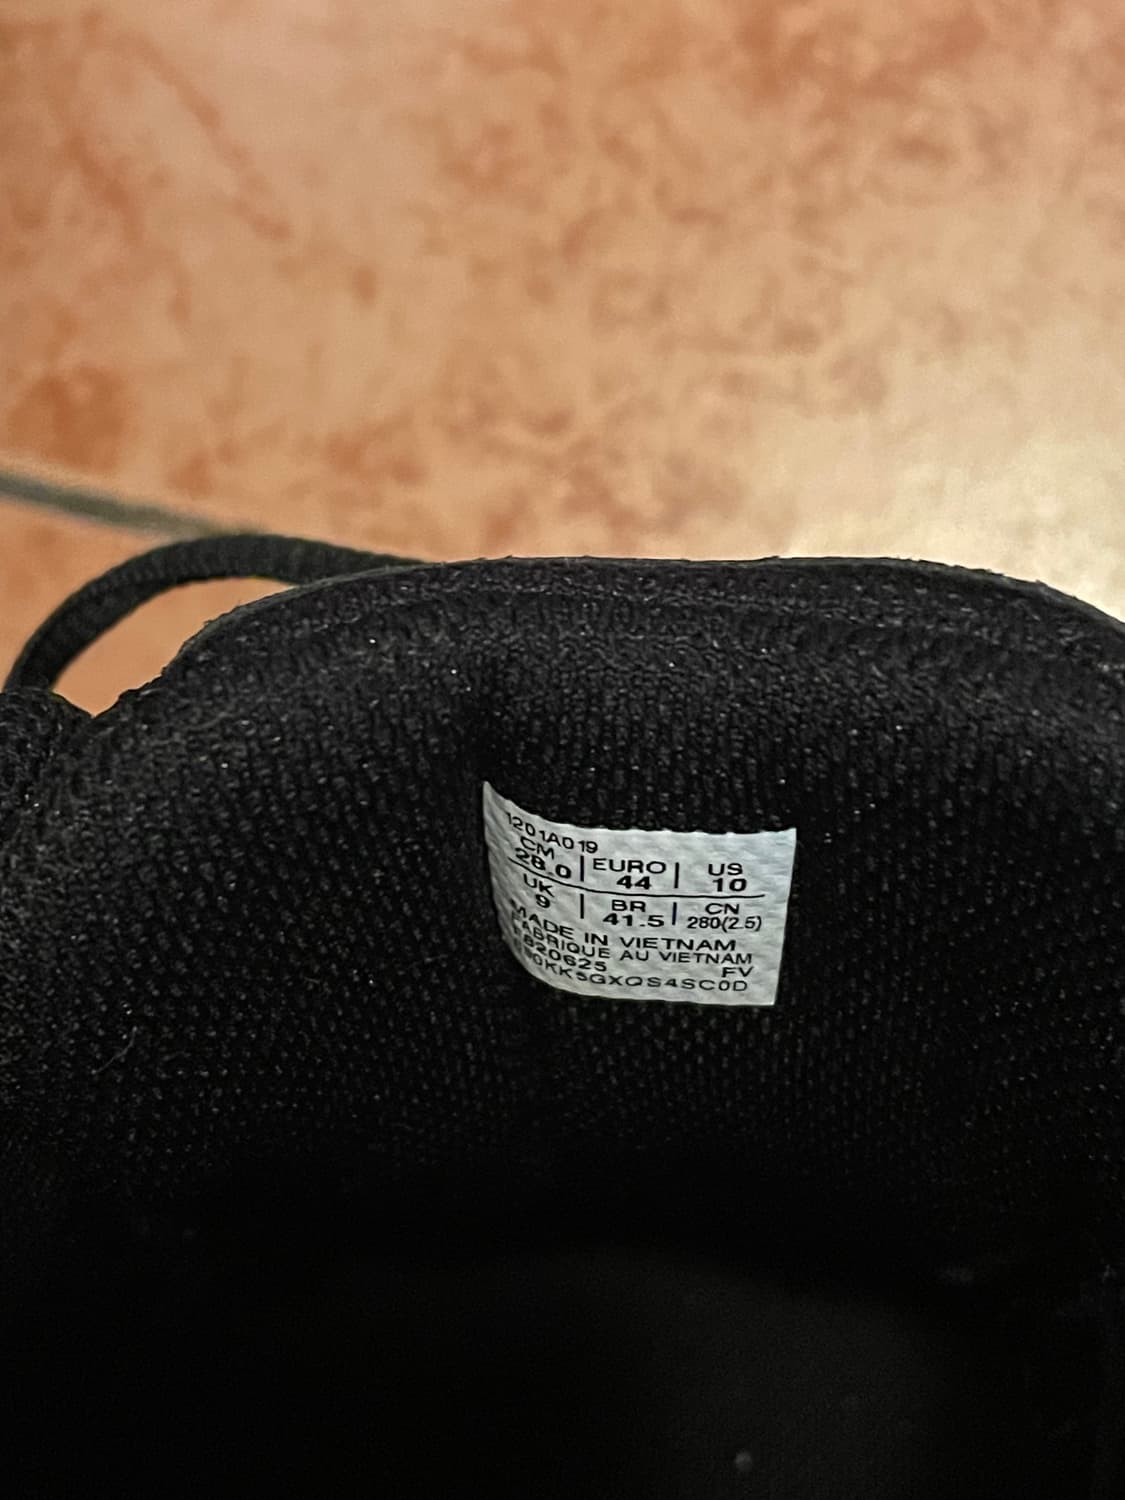 1201A019
CM | EURO | US
28.0 | 44 | 10
UK | BR | CN
9 | 41.5 | 280(2.5)
MADE IN VIETNAM
FABRIQUE AU VIETNAM
FV